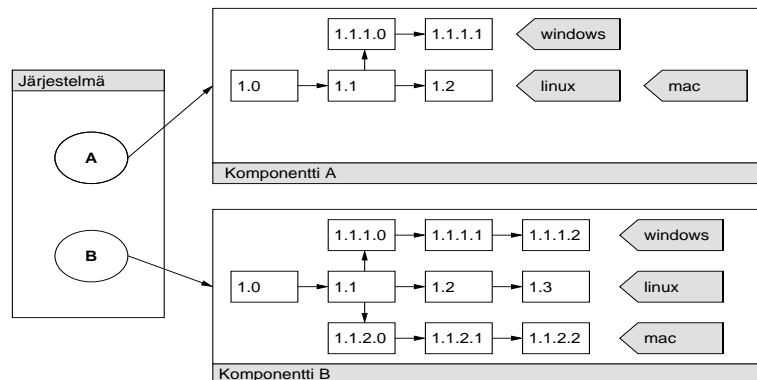 Järjestelmä
A
B
1.1.1.0 1.1.1.1 windows
1.0 1.1 1.2 linux mac
Komponentti A
1.1.1.0 1.1.1.1 1.1.1.2 windows
1.0 1.1 1.2 1.3 linux
1.1.2.0 1.1.2.1 1.1.2.2 mac
Komponentti B